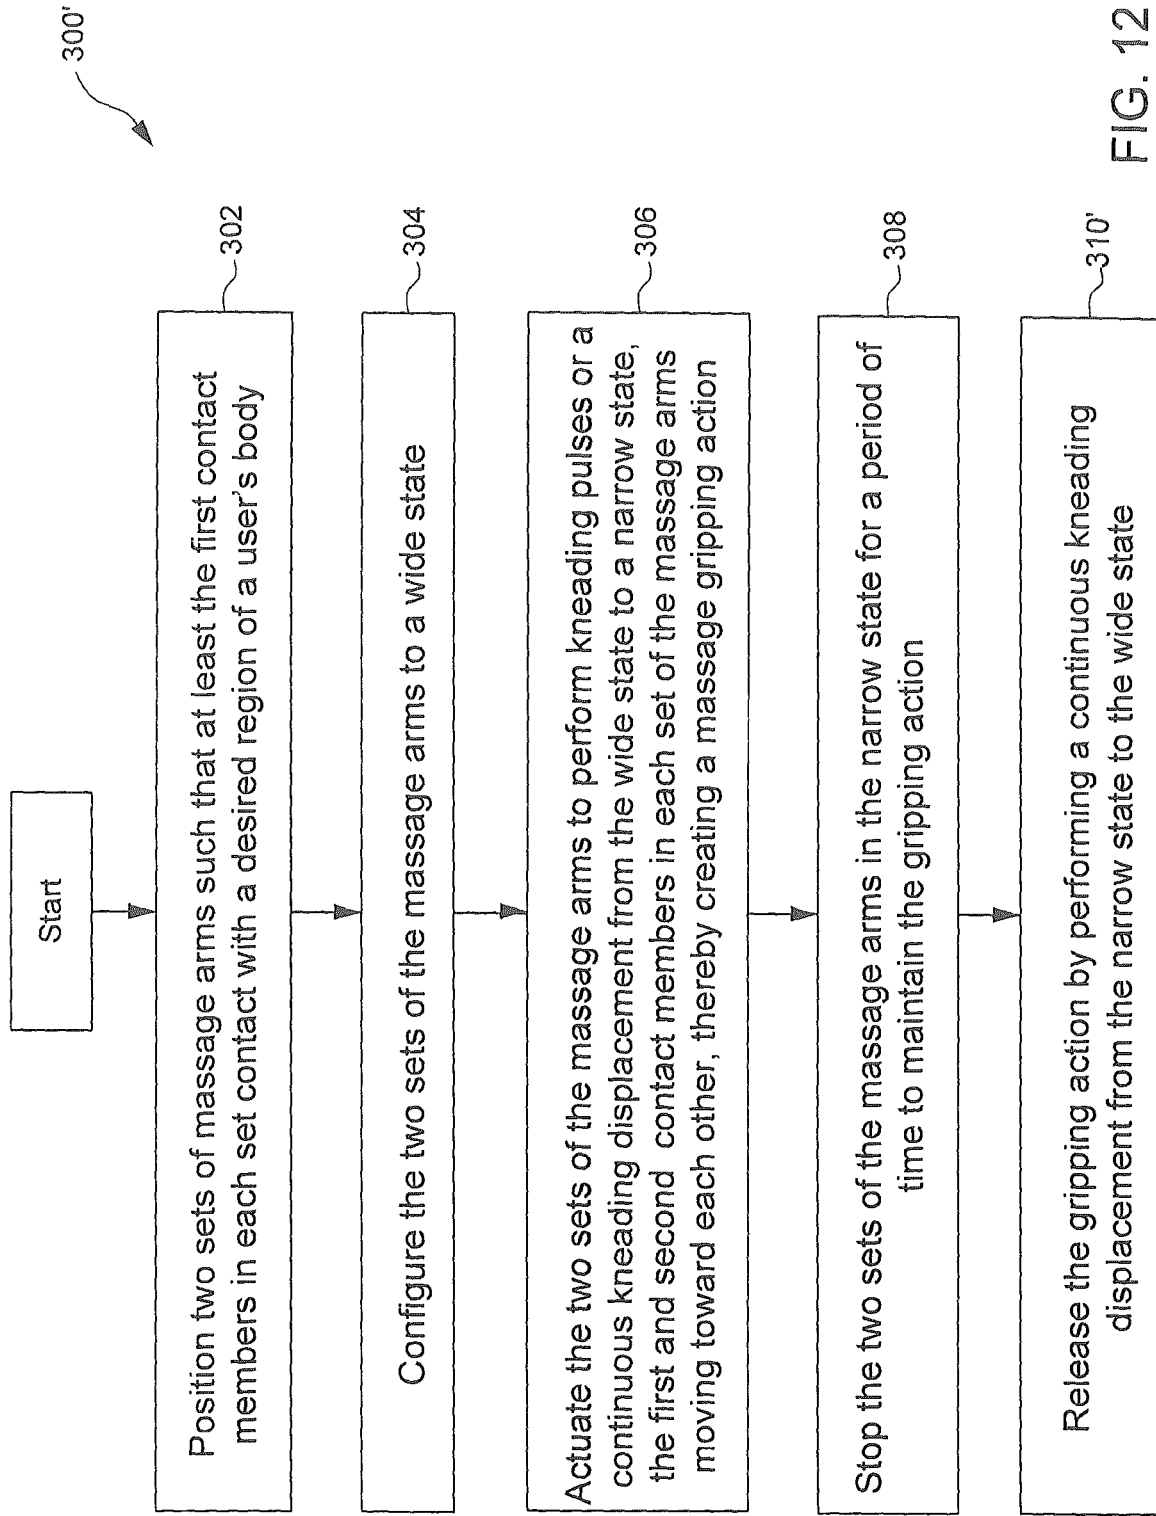 300'
Start
Position two sets of massage arms such that at least the first contact
members in each set contact with a desired region of a user's body
302
Configure the two sets of the massage arms to a wide state
304
Actuate the two sets of the massage arms to perform kneading pulses or a
continuous kneading displacement from the wide state to a narrow state,
the first and second contact members in each set of the massage arms
moving toward each other, thereby creating a massage gripping action
306
Stop the two sets of the massage arms in the narrow state for a period of
time to maintain the gripping action
308
Release the gripping action by performing a continuous kneading
displacement from the narrow state to the wide state
310'
FIG. 12